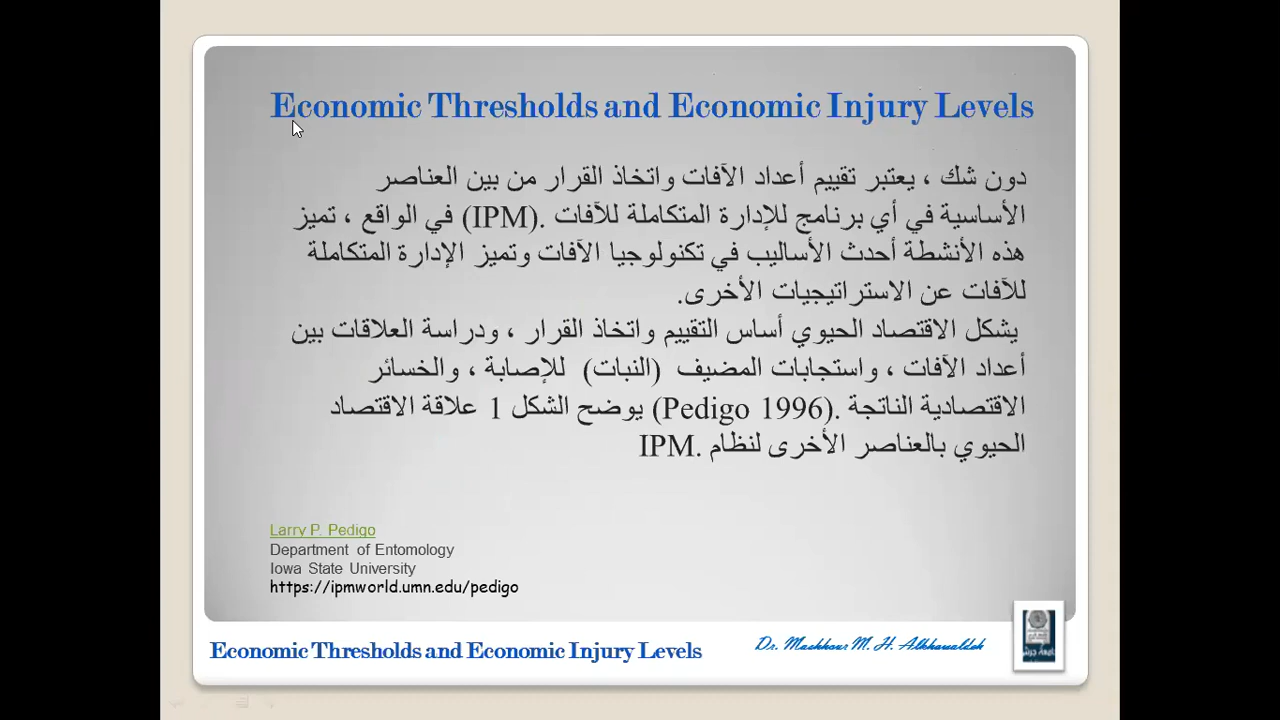 Economic Thresholds and Economic Injury Levels
دون شك ، يعتبر تقييم أعداد الآفات واتخاذ القرار من بين العناصر
الأساسية في أي برنامج للإدارة المتكاملة للآفات .(IPM) في الواقع ، تميز
هذه الأنشطة أحدث الأساليب في تكنولوجيا الآفات وتميز الإدارة المتكاملة
للآفات عن الاستراتيجيات الأخرى.
يشكل الاقتصاد الحيوي أساس التقييم واتخاذ القرار ، ودراسة العلاقات بين
أعداد الآفات ، واستجابات المضيف (النبات) للإصابة ، والخسائر
الاقتصادية الناتجة .(Pedigo 1996) يوضح الشكل 1 علاقة الاقتصاد
الحيوي بالعناصر الأخرى لنظام .IPM
Larry P. Pedigo
Department of Entomology
Iowa State University
https://ipmworld.umn.edu/pedigo
Economic Thresholds and Economic Injury Levels
Dr. Mashhour M. H. Alkhawaldeh